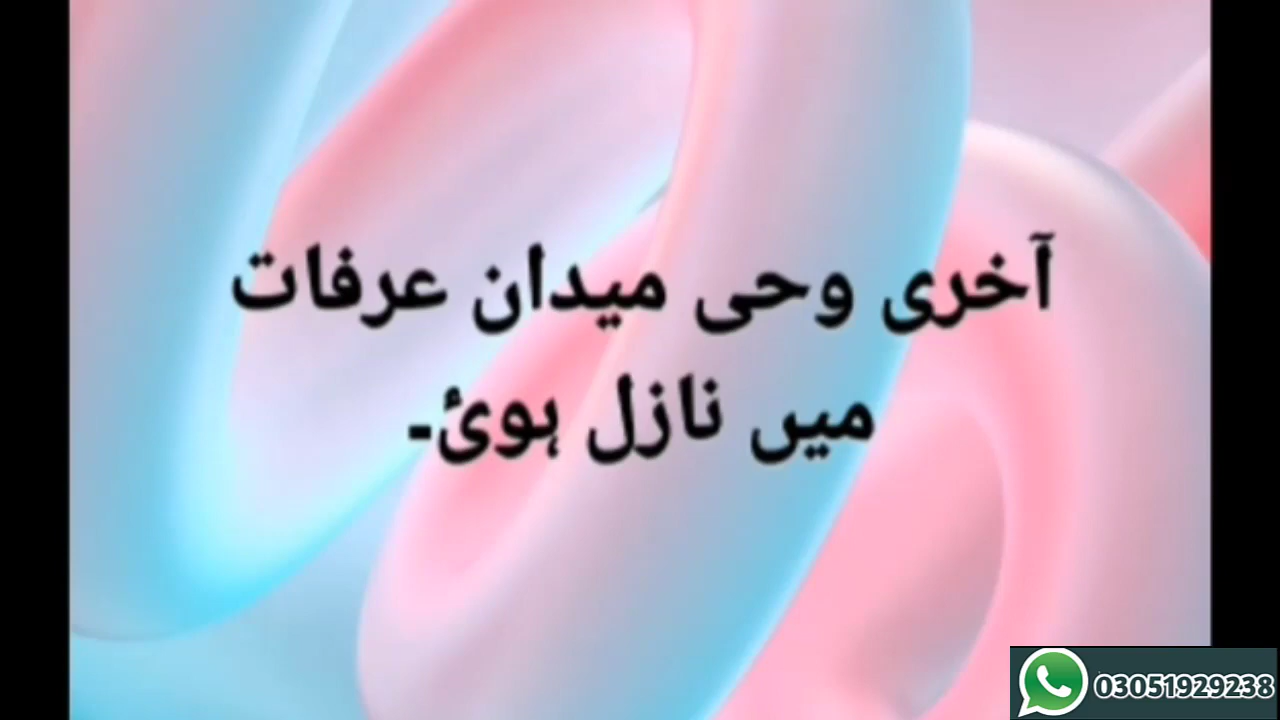 آخری وحی میدان عرفات
میں نازل ہوئ۔
03051929238